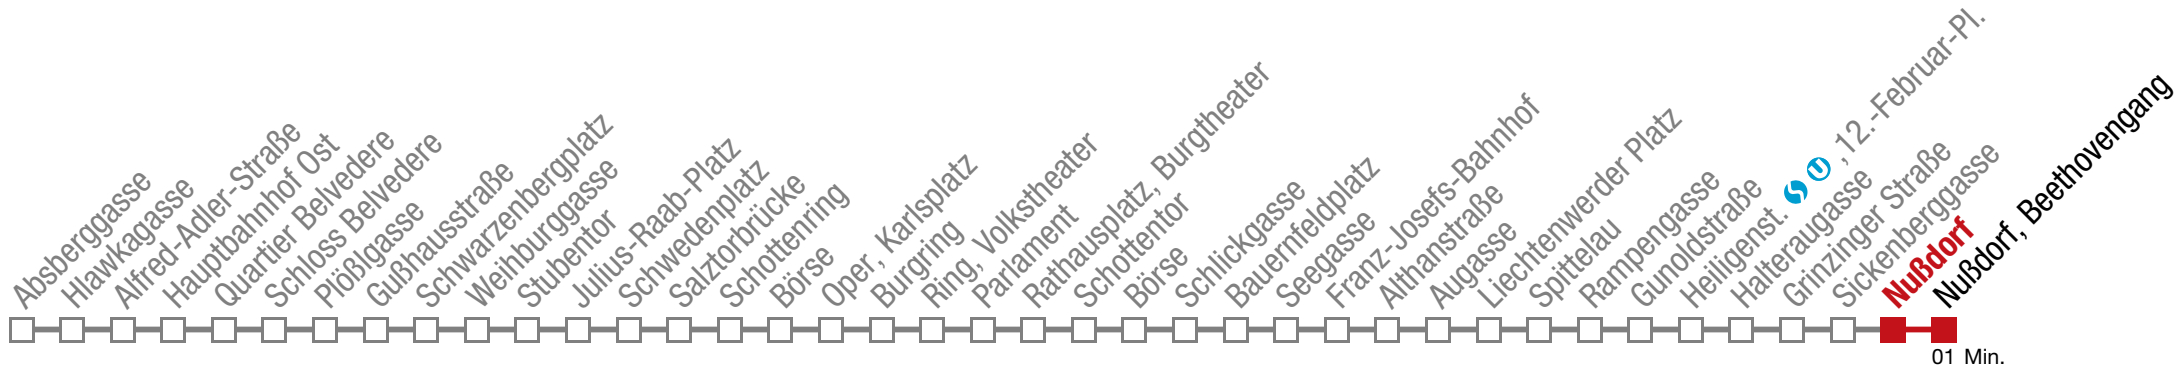 Absberggasse
Hlawkagasse
Alfred-Adler-Straße
Hauptbahnhof Ost
Quartier Belvedere
Schloss Belvedere
Plößlgasse
Gußhausstraße
Schwarzenbergplatz
Weihburggasse
Stubentor
Julius-Raab-Platz
Schwedenplatz
Salztorbrücke
Schottenring
Börse
Oper, Karlsplatz
Burgring
Ring, Volkstheater
Parlament
Rathausplatz, Burgtheater
Schottentor
Börse
Schlickgasse
Bauernfeldplatz
Seegasse
Franz-Josefs-Bahnhof
Althanstraße
Augasse
Liechtenwerder Platz
Spittelau
Rampengasse
Gunoldstraße
Heiligenst. S U , 12.-Februar-Pl.
Halteraugasse
Grinzinger Straße
Sickenberggasse
Nußdorf
Nußdorf, Beethovengang
01 Min.